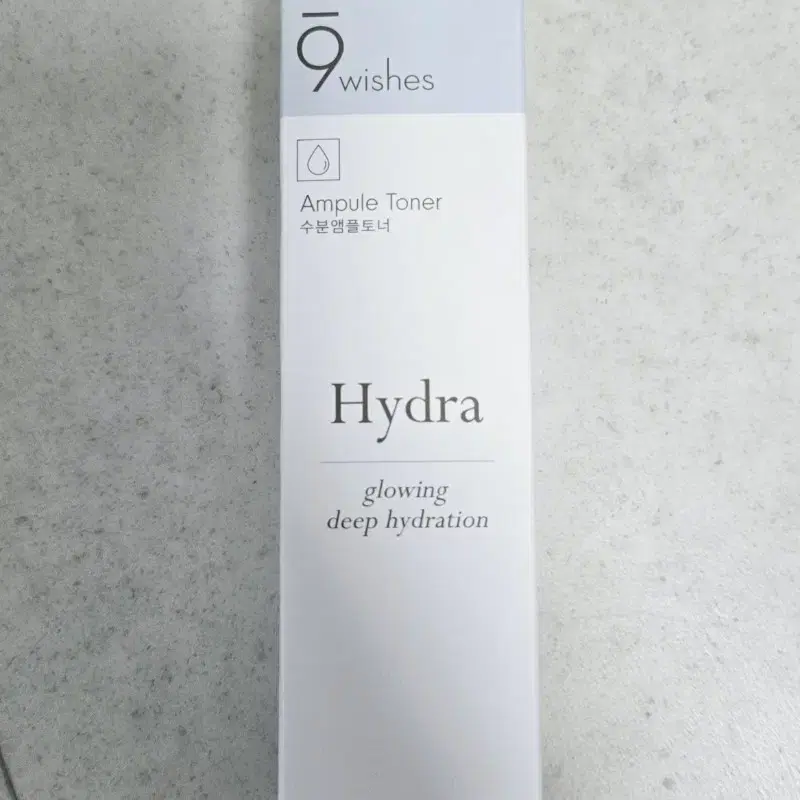 9wishes
Ampule Toner
수분앰플토너
Hydra
glowing
deep hydration